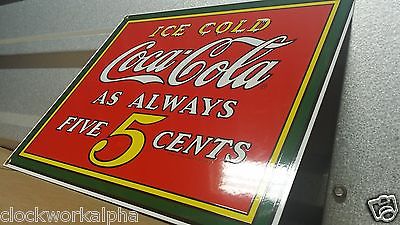 ICE COLD
Coca-Cola
AS ALWAYS
FIVE 5 CENTS
clockworkalpha